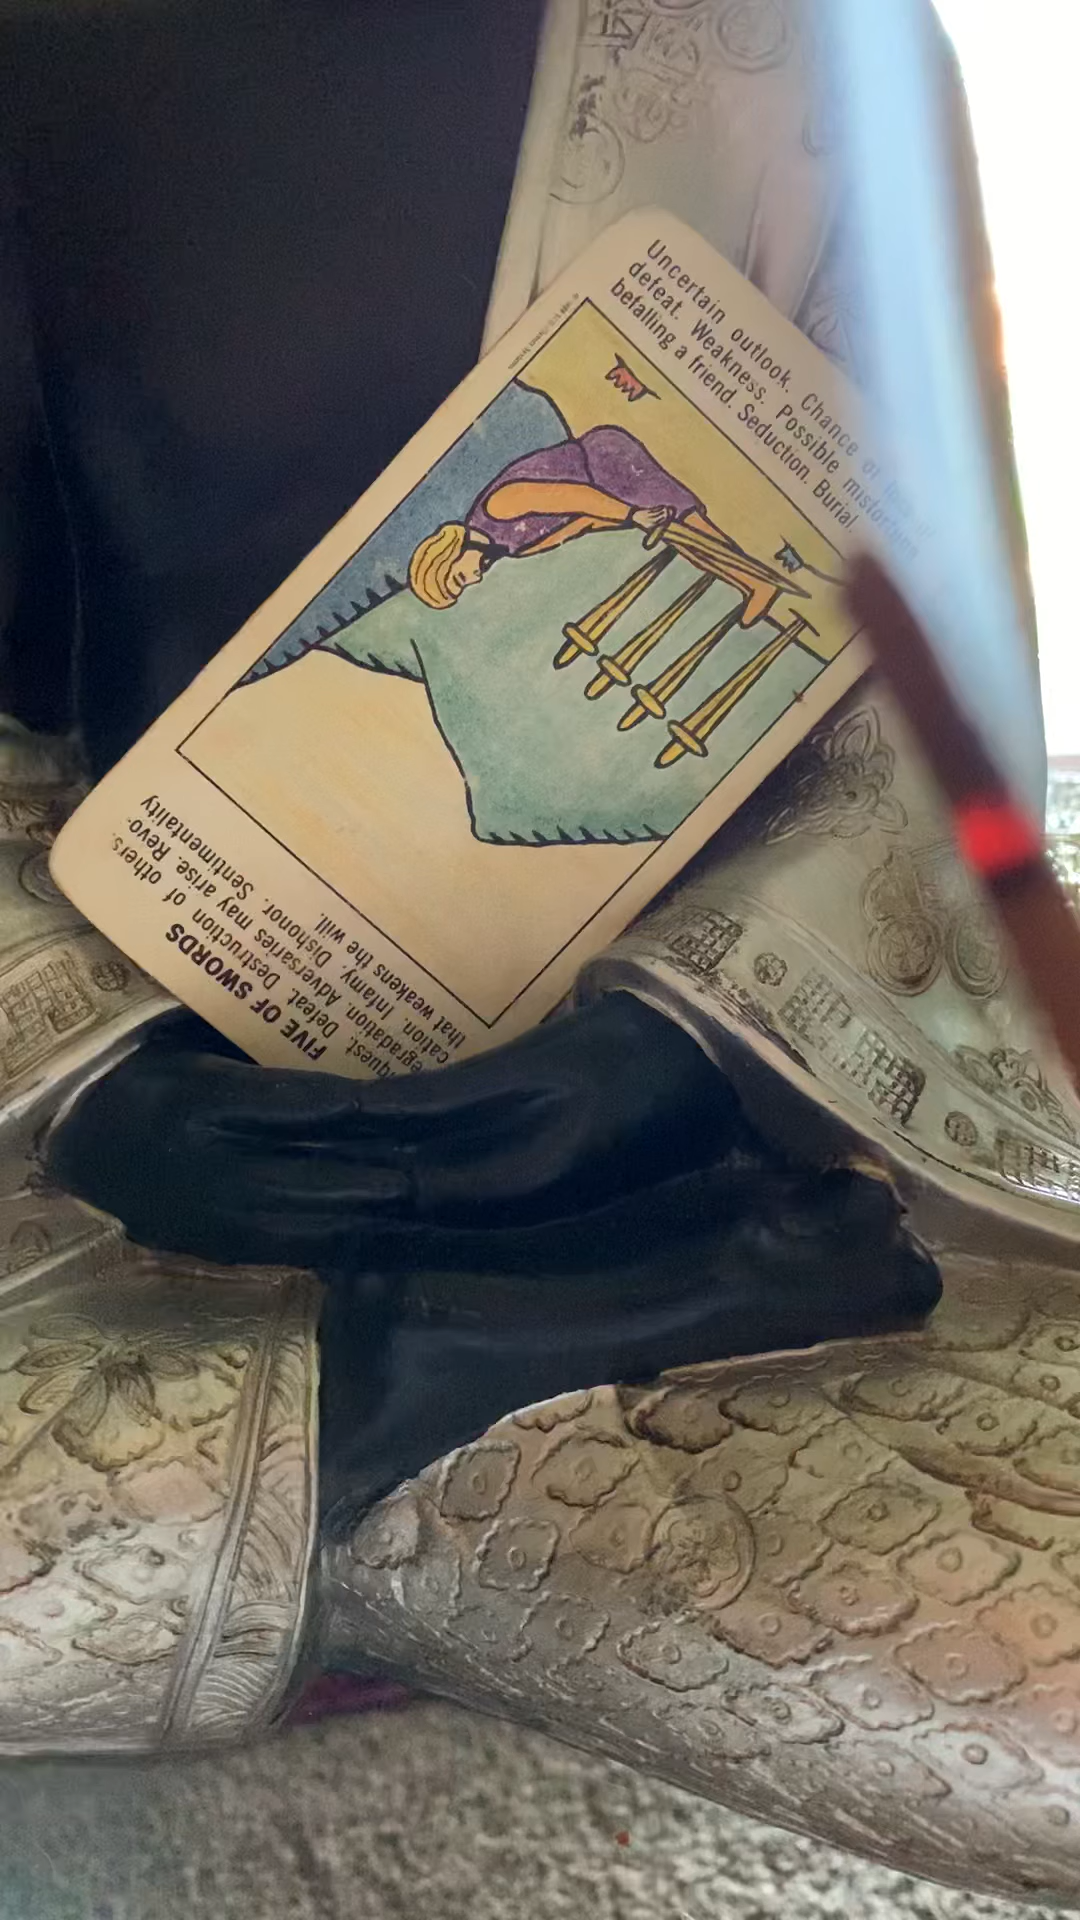 Uncertain outlook. Chance of
defeat. Weakness. Possible misfortune
befalling a friend. Seduction. Burial.
FIVE OF SWORDS
Defeat. Destruction of others.
Adversaries may arise. Revo-
cation. Infamy. Dishonor. Sentimentality
that weakens the will.